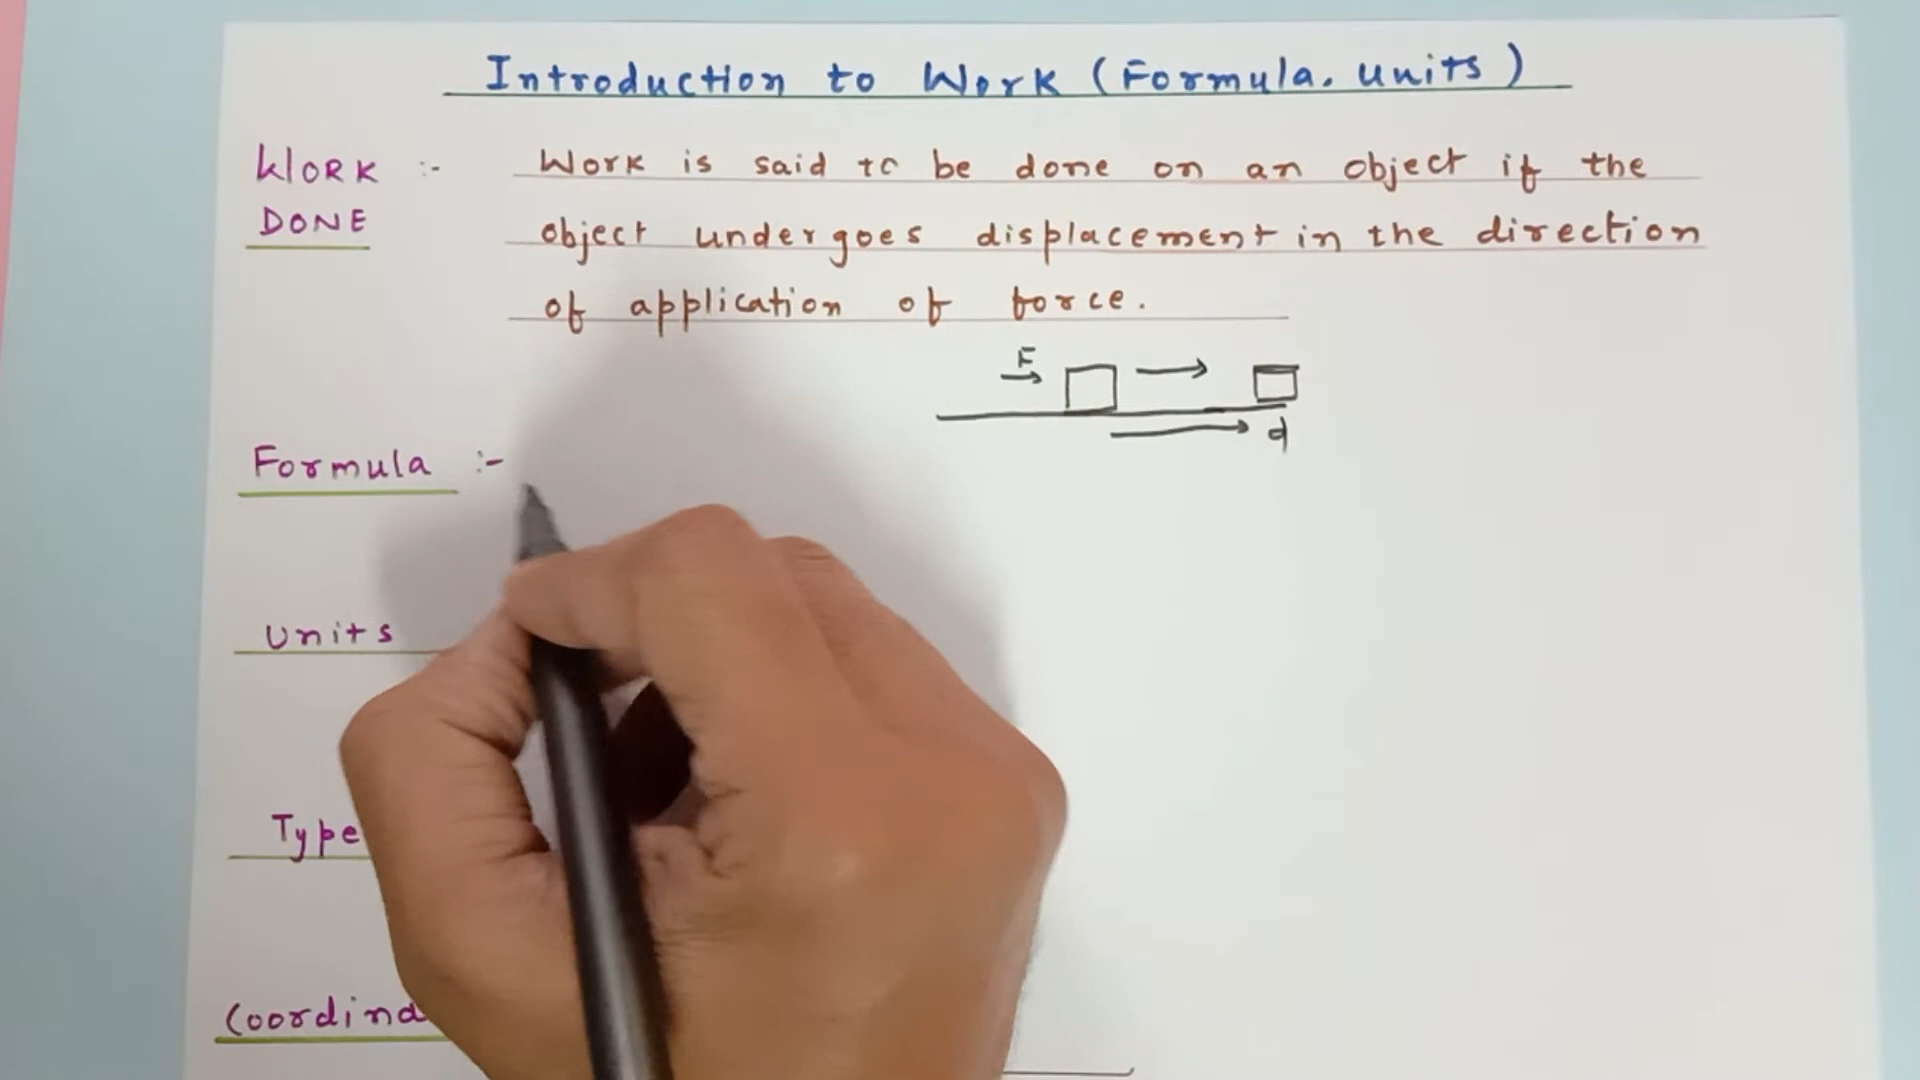 Introduction to Work (Formula, units)
WORK :- Work is said to be done on an object if the
DONE object undergoes displacement in the direction
of application of force.
F
d
Formula :-
Units
Type
Coordina